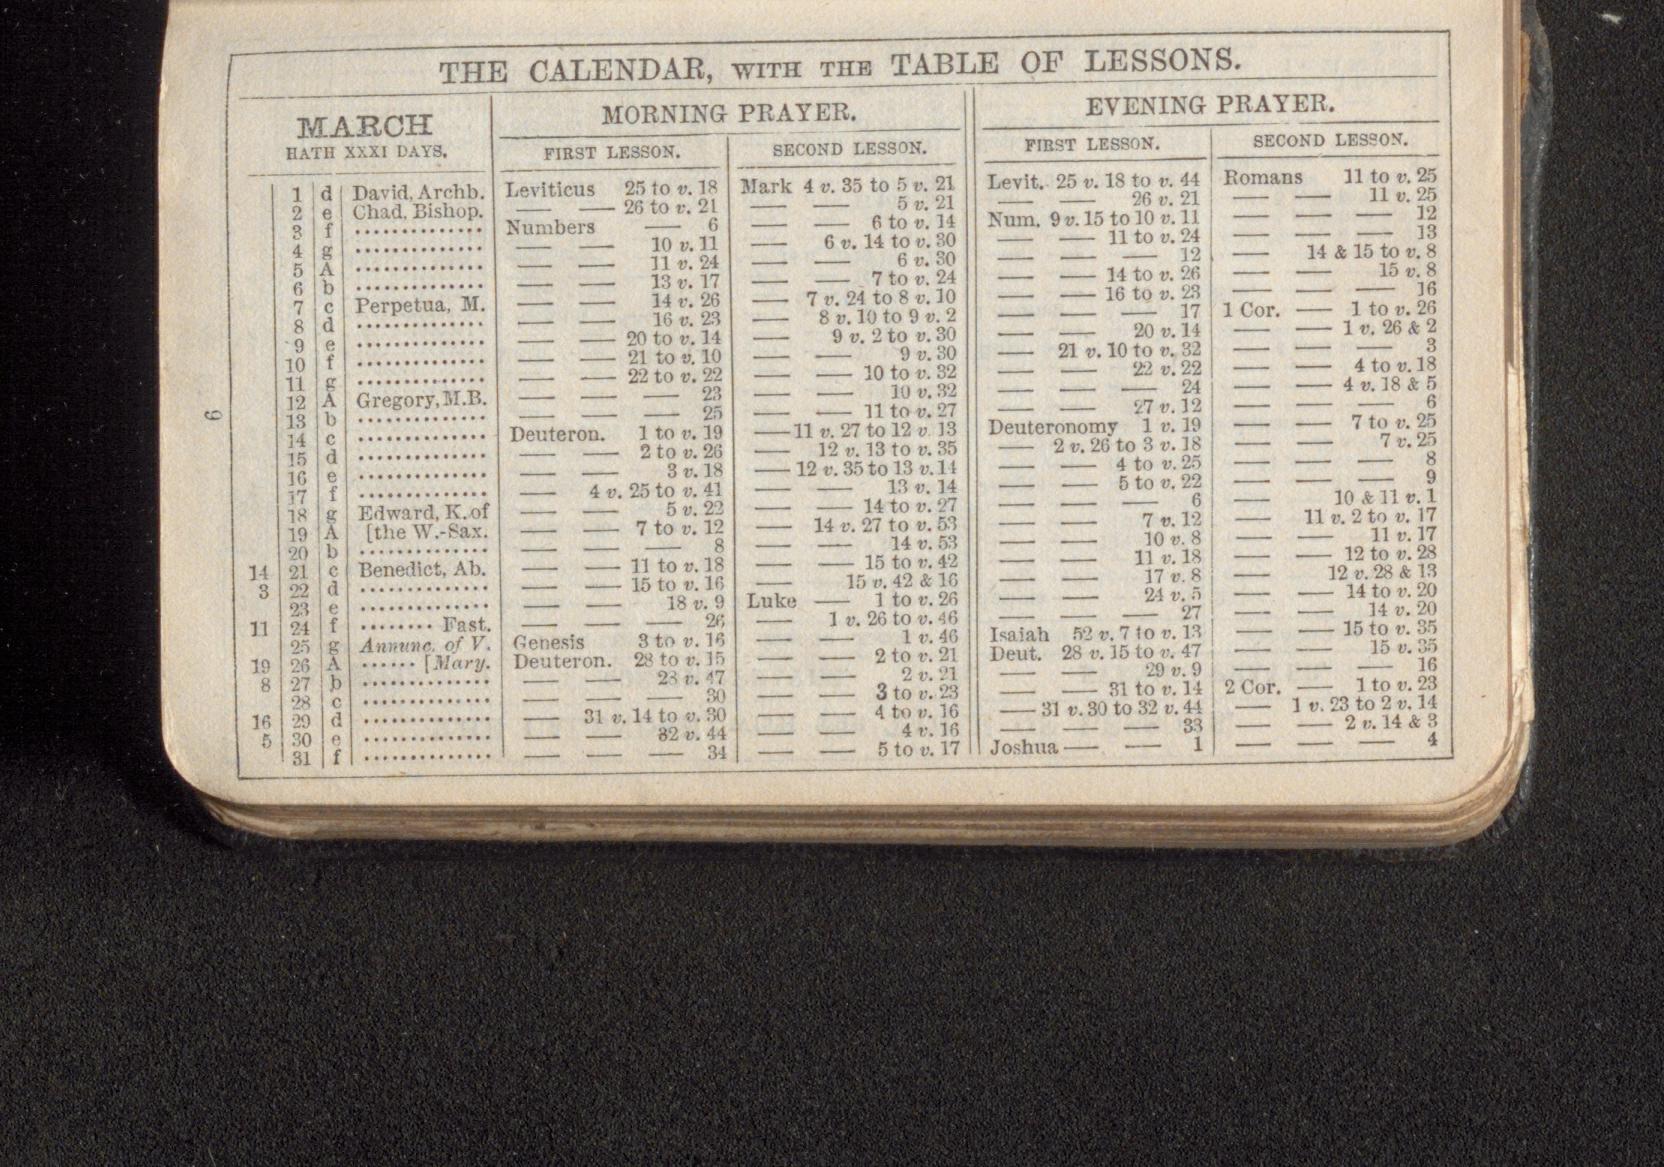 THE CALENDAR, WITH THE TABLE OF LESSONS.
MARCH HATH XXXI DAYS. MORNING PRAYER. EVENING PRAYER.
FIRST LESSON. SECOND LESSON. FIRST LESSON. SECOND LESSON.
1 d David, Archb. Leviticus 25 to v. 18 Mark 4 v. 35 to 5 v. 21 Levit. 25 v. 18 to v. 44 Romans 11 to v. 25
2 e Chad, Bishop. — — 26 to v. 21 — — 5 v. 21 — — 26 v. 21 — — 11 v. 25
3 f .............. Numbers — 6 — — 6 to v. 14 Num. 9 v. 15 to 10 v. 11 — — — 12
4 g .............. — — 10 v. 11 — 6 v. 14 to v. 30 — — 11 to v. 24 — — — 13
5 A .............. — — 11 v. 24 — — 6 v. 30 — — — 12 — 14 & 15 to v. 8
6 b .............. — — 13 v. 17 — — 7 to v. 24 — — 14 to v. 26 — — 15 v. 8
7 c Perpetua, M. — — 14 v. 26 — 7 v. 24 to 8 v. 10 — — 16 to v. 23 — — — 16
8 d .............. — — 16 v. 23 — 8 v. 10 to 9 v. 2 — — — 17 1 Cor. — 1 to v. 26
9 e .............. — — 20 to v. 14 — 9 v. 2 to v. 30 — — 20 v. 14 — — 1 v. 26 & 2
10 f .............. — — 21 to v. 10 — — 9 v. 30 — 21 v. 10 to v. 32 — — — 3
11 g .............. — — 22 to v. 22 — — 10 to v. 32 — — 22 v. 22 — — 4 to v. 18
12 A Gregory, M.B. — — — 23 — — 10 v. 32 — — — 24 — — 4 v. 18 & 5
13 b .............. — — — 25 — — 11 to v. 27 — — 27 v. 12 — — — 6
14 c .............. Deuteron. 1 to v. 19 — 11 v. 27 to 12 v. 13 Deuteronomy 1 v. 19 — — 7 to v. 25
15 d .............. — — 2 to v. 26 — 12 v. 13 to v. 35 — 2 v. 26 to 3 v. 18 — — 7 v. 25
16 e .............. — — 3 v. 18 — 12 v. 35 to 13 v. 14 — — 4 to v. 25 — — — 8
17 f .............. — 4 v. 25 to v. 41 — — 13 v. 14 — — 5 to v. 22 — — — 9
18 g Edward, K. of — — 5 v. 22 — — 14 to v. 27 — — — 6 — — 10 & 11 v. 1
19 A [the W.-Sax. — — 7 to v. 12 — 14 v. 27 to v. 53 — — 7 v. 12 — 11 v. 2 to v. 17
20 b .............. — — — 8 — — 14 v. 53 — — 10 v. 8 — — 11 v. 17
14 21 c Benedict, Ab. — — 11 to v. 18 — — 15 to v. 42 — — 11 v. 18 — — 12 to v. 28
3 22 d .............. — — 15 to v. 16 — 15 v. 42 & 16 — — 17 v. 8 — 12 v. 28 & 13
23 e .............. — — 18 v. 9 Luke — 1 to v. 26 — — 24 v. 5 — — 14 to v. 20
11 24 f ........ Fast. — — — 26 — 1 v. 26 to v. 46 — — — 27 — — 14 v. 20
25 g Annunc. of V. Genesis 3 to v. 16 — — 1 v. 46 Isaiah 52 v. 7 to v. 13 — — 15 to v. 35
19 26 A ...... [Mary. Deuteron. 28 to v. 15 — — 2 to v. 21 Deut. 28 v. 15 to v. 47 — — 15 v. 35
8 27 b .............. — — 28 v. 47 — — 2 v. 21 — — 29 v. 9 — — — 16
28 c .............. — — — 30 — — 3 to v. 23 — — 31 to v. 14 2 Cor. — 1 to v. 23
16 29 d .............. — 31 v. 14 to v. 30 — — 4 to v. 16 — 31 v. 30 to 32 v. 44 — 1 v. 23 to 2 v. 14
5 30 e .............. — — 32 v. 44 — — 4 v. 16 — — — 33 — — 2 v. 14 & 3
31 f .............. — — — 34 — — 5 to v. 17 Joshua — — 1 — — — 4
6